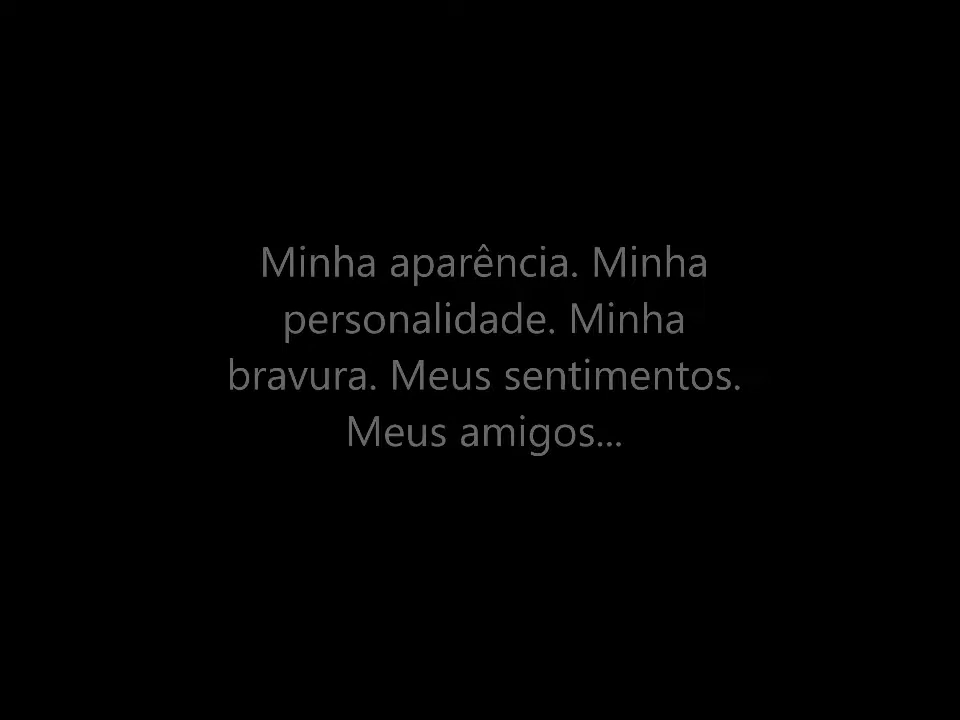 Minha aparência. Minha
personalidade. Minha
bravura. Meus sentimentos.
Meus amigos...